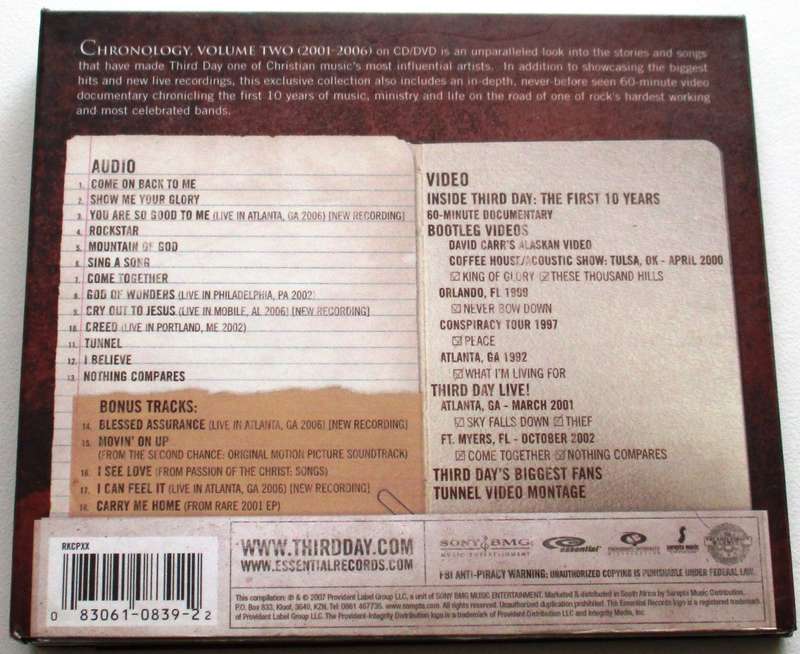 CHRONOLOGY, VOLUME TWO (2001-2006) on CD/DVD is an unparalleled look into the stories and songs
that have made Third Day one of Christian music's most influential artists. In addition to showcasing the biggest
hits and new live recordings, this exclusive collection also includes an in-depth, never-before seen 60-minute video
documentary chronicling the first 10 years of music, ministry and life on the road of one of rock's hardest working
and most celebrated bands.
AUDIO
1. COME ON BACK TO ME
2. SHOW ME YOUR GLORY
3. YOU ARE SO GOOD TO ME (LIVE IN ATLANTA, GA 2006) [NEW RECORDING]
4. ROCKSTAR
5. MOUNTAIN OF GOD
6. SING A SONG
7. COME TOGETHER
8. GOD OF WONDERS (LIVE IN PHILADELPHIA, PA 2002)
9. CRY OUT TO JESUS (LIVE IN MOBILE, AL 2006) [NEW RECORDING]
10. CREED (LIVE IN PORTLAND, ME 2002)
11. TUNNEL
12. I BELIEVE
13. NOTHING COMPARES
BONUS TRACKS:
14. BLESSED ASSURANCE (LIVE IN ATLANTA, GA 2006) [NEW RECORDING]
15. MOVIN' ON UP
(FROM THE SECOND CHANCE: ORIGINAL MOTION PICTURE SOUNDTRACK)
16. I SEE LOVE (FROM PASSION OF THE CHRIST: SONGS)
17. I CAN FEEL IT (LIVE IN ATLANTA, GA 2006) [NEW RECORDING]
18. CARRY ME HOME (FROM RARE 2001 EP)
VIDEO
INSIDE THIRD DAY: THE FIRST 10 YEARS
60-MINUTE DOCUMENTARY
BOOTLEG VIDEOS
DAVID CARR'S ALASKAN VIDEO
COFFEE HOUSE/ACOUSTIC SHOW: TULSA, OK - APRIL 2000
☑ KING OF GLORY ☑ THESE THOUSAND HILLS
ORLANDO, FL 1999
☑ NEVER BOW DOWN
CONSPIRACY TOUR 1997
☑ PEACE
ATLANTA, GA 1992
☑ WHAT I'M LIVING FOR
THIRD DAY LIVE!
ATLANTA, GA - MARCH 2001
☑ SKY FALLS DOWN ☑ THIEF
FT. MYERS, FL - OCTOBER 2002
☑ COME TOGETHER ☑ NOTHING COMPARES
THIRD DAY'S BIGGEST FANS
TUNNEL VIDEO MONTAGE
RKCPXX
0 83061-0839-2 2
WWW.THIRDDAY.COM
WWW.ESSENTIALRECORDS.COM
SONY BMG
MUSIC ENTERTAINMENT
essential
FBI ANTI-PIRACY WARNING: UNAUTHORIZED COPYING IS PUNISHABLE UNDER FEDERAL LAW.
This compilation: ℗ & © 2007 Provident Label Group LLC, a unit of SONY BMG MUSIC ENTERTAINMENT. Marketed & distributed in South Africa by Sarepta Music Distribution,
P.O. Box 833, Kloof, 3640, KZN. Tel: 0861 467735. All rights reserved. Unauthorized duplication prohibited. The Essential Records logo is a registered trademark
of Provident Label Group LLC. The Provident-Integrity Distribution logo is a trademark of Provident Label Group LLC and Integrity Media, Inc.